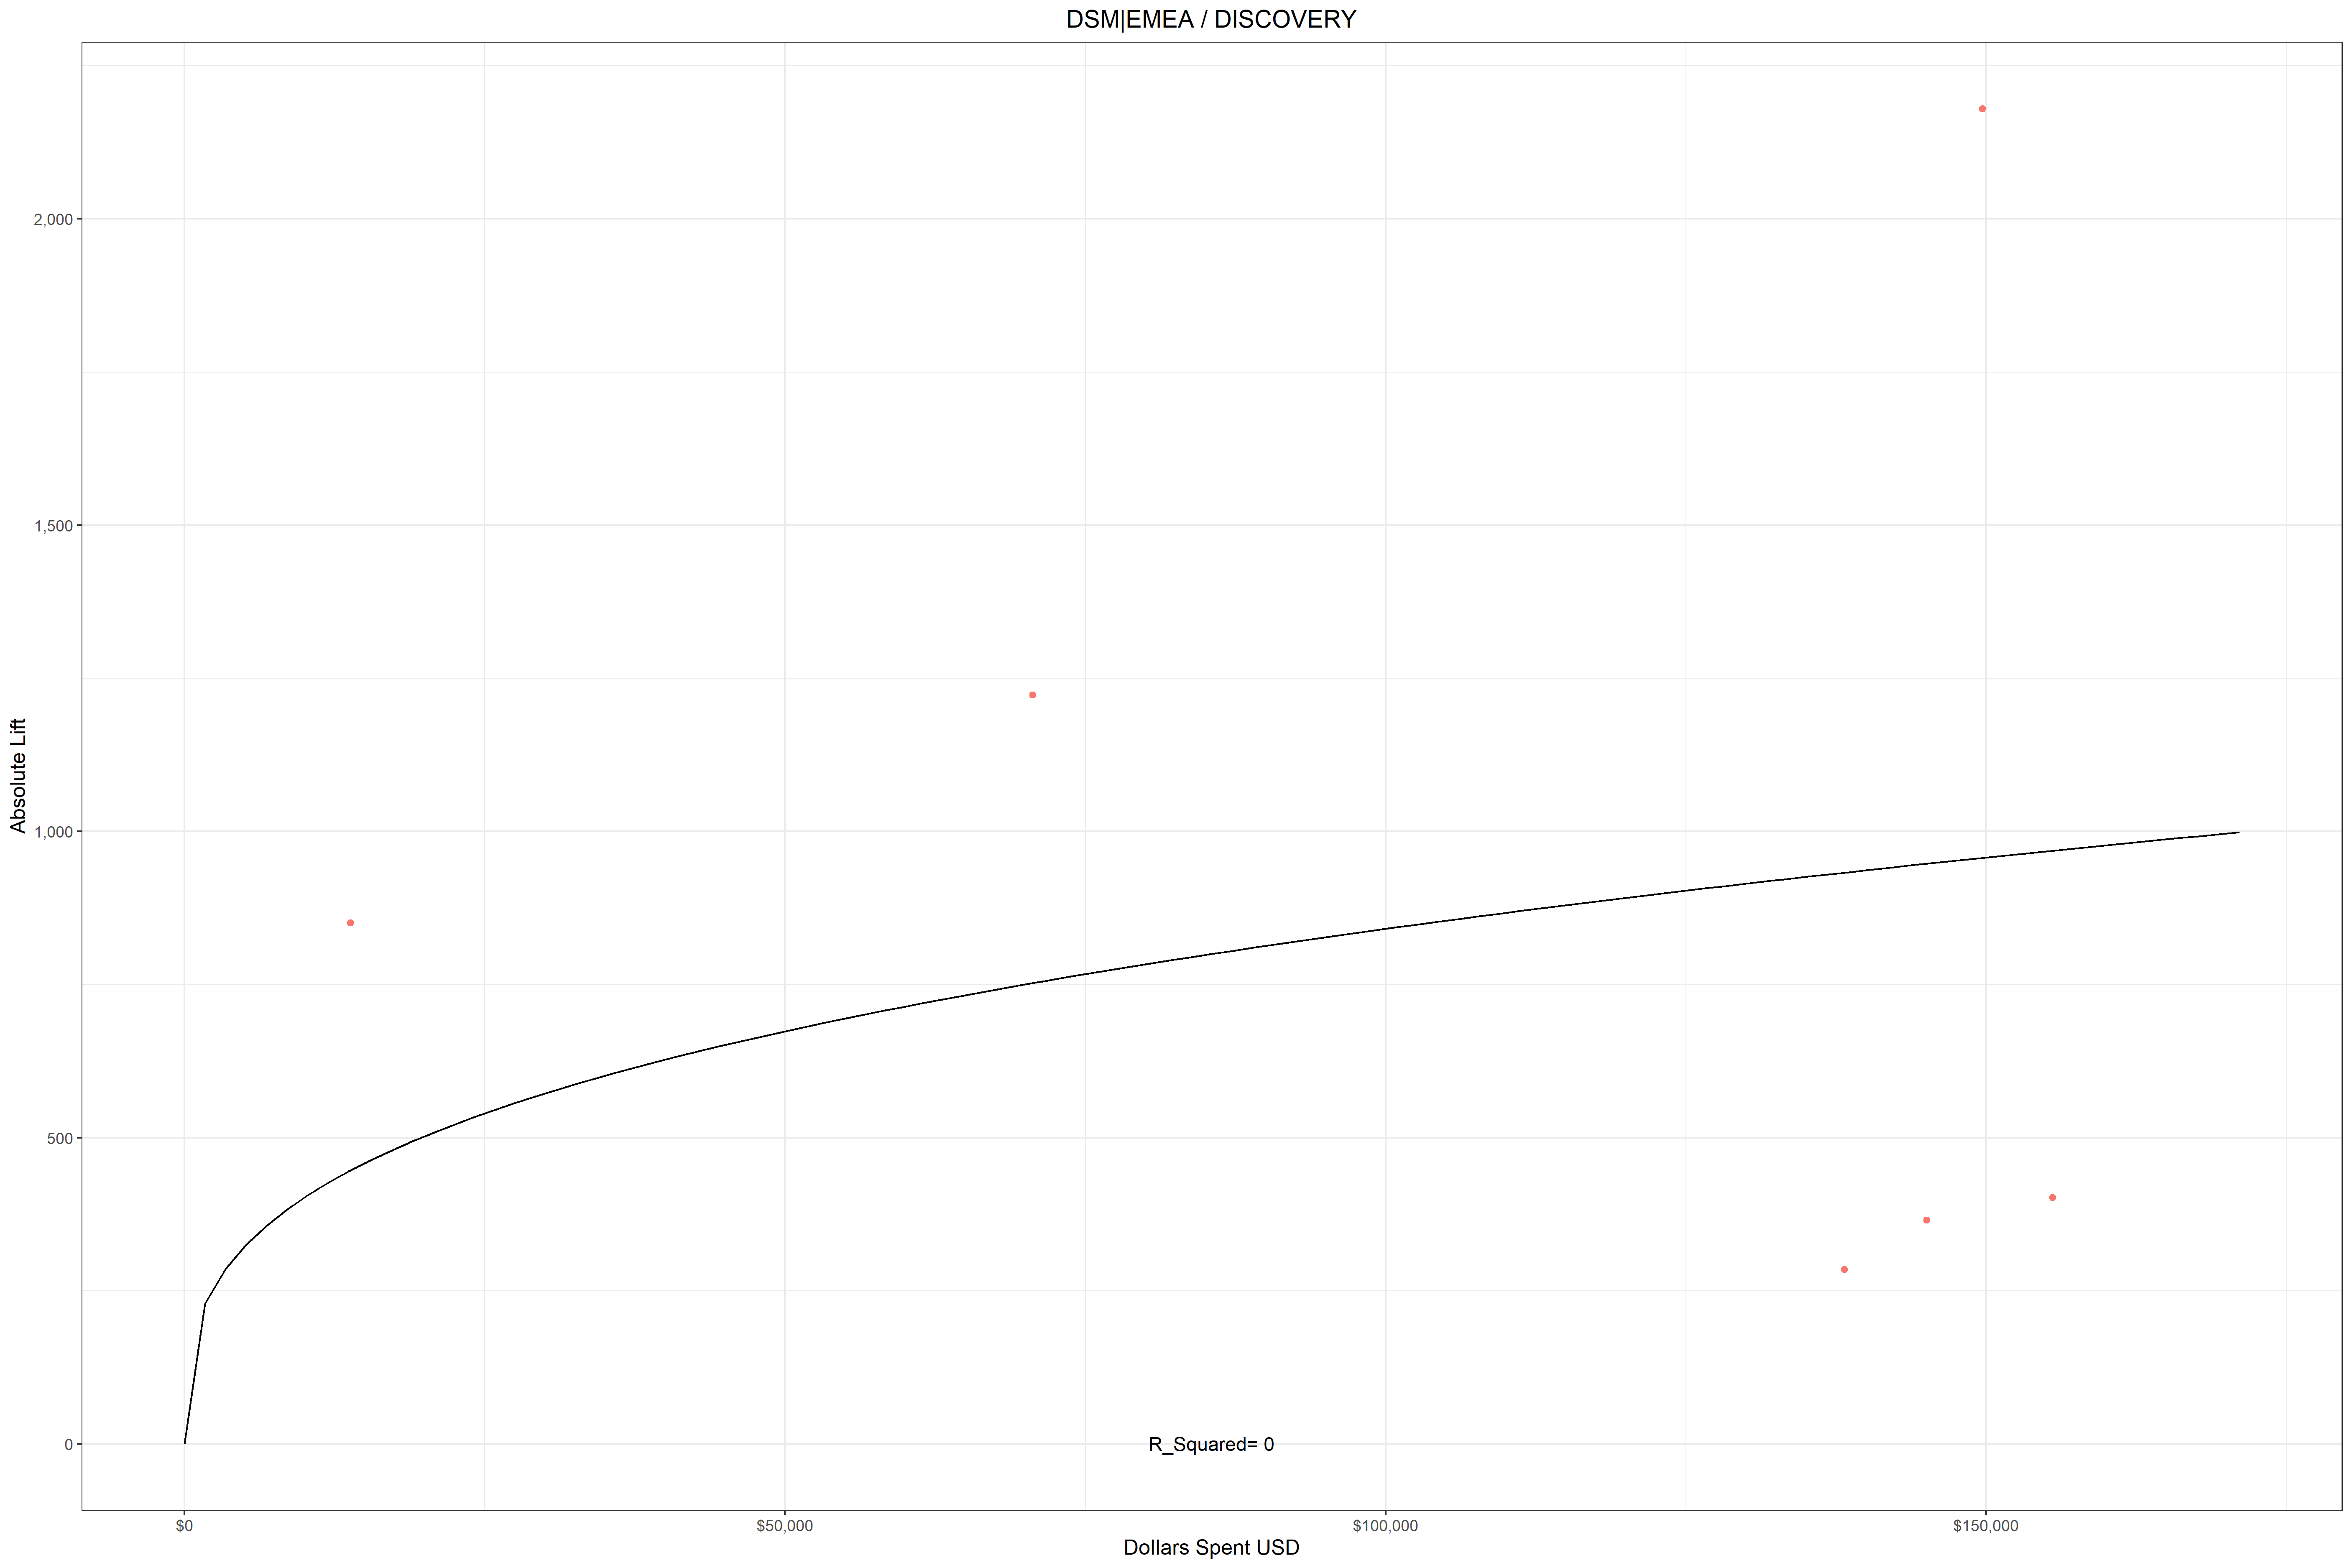 DSM|EMEA / DISCOVERY
Absolute Lift
2,000
1,500
1,000
500
0
R_Squared= 0
$0
$50,000
$100,000
$150,000
Dollars Spent USD